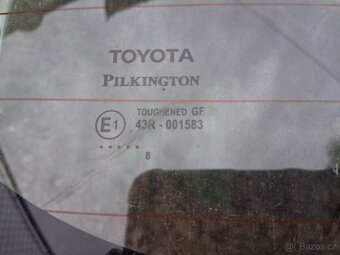 TOYOTA
PILKINGTON
TOUGHENED GF
E1 43R - 001583
..... 8
Bazos.cz